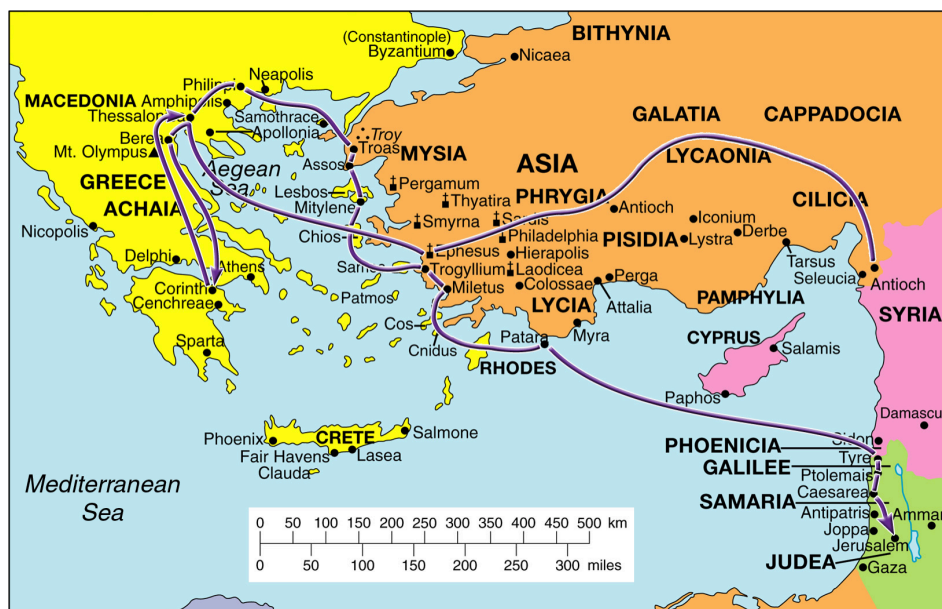 (Constantinople)
Byzantium
BITHYNIA
Nicaea
Neapolis
Philippi
MACEDONIA
Amphipolis
Thessalonica
Samothrace
Apollonia
Berea
Mt. Olympus
Troy
Troas
GALATIA
CAPPADOCIA
MYSIA
ASIA
LYCAONIA
Assos
Aegean
Sea
GREECE
Pergamum
PHRYGIA
Lesbos
Mitylene
Thyatira
CILICIA
ACHAIA
Antioch
Iconium
Smyrna
Sardis
Nicopolis
Chios
Philadelphia
PISIDIA
Lystra
Derbe
Delphi
Athens
Ephesus
Hierapolis
Tarsus
Samos
Trogyllium
Laodicea
Perga
Seleucia
Antioch
Corinth
Cenchreae
Patmos
Miletus
Colossae
Attalia
PAMPHYLIA
LYCIA
SYRIA
Cos
Myra
Sparta
Cnidus
Patara
CYPRUS
Salamis
RHODES
Paphos
Damascu
Phoenix
CRETE
Salmone
Sidon
PHOENICIA
Fair Havens
Lasea
Tyre
Clauda
GALILEE
Ptolemais
Mediterranean
Sea
Caesarea
SAMARIA
Antipatris
Amman
Joppa
Jerusalem
JUDEA
Gaza
0 50 100 150 200 250 300 350 400 450 500 km
0 50 100 150 200 250 300 miles